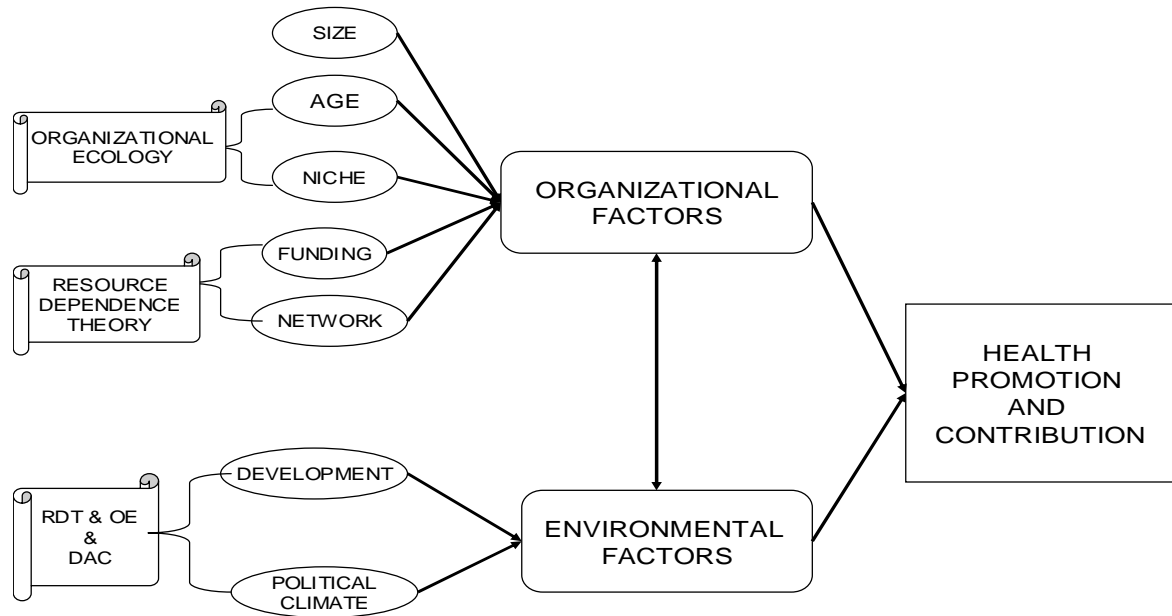 SIZE
AGE
ORGANIZATIONAL
ECOLOGY
NICHE
ORGANIZATIONAL
FACTORS
FUNDING
RESOURCE
DEPENDENCE
THEORY
NETWORK
HEALTH
PROMOTION
AND
CONTRIBUTION
DEVELOPMENT
RDT & OE
&
DAC
ENVIRONMENTAL
FACTORS
POLITICAL
CLIMATE